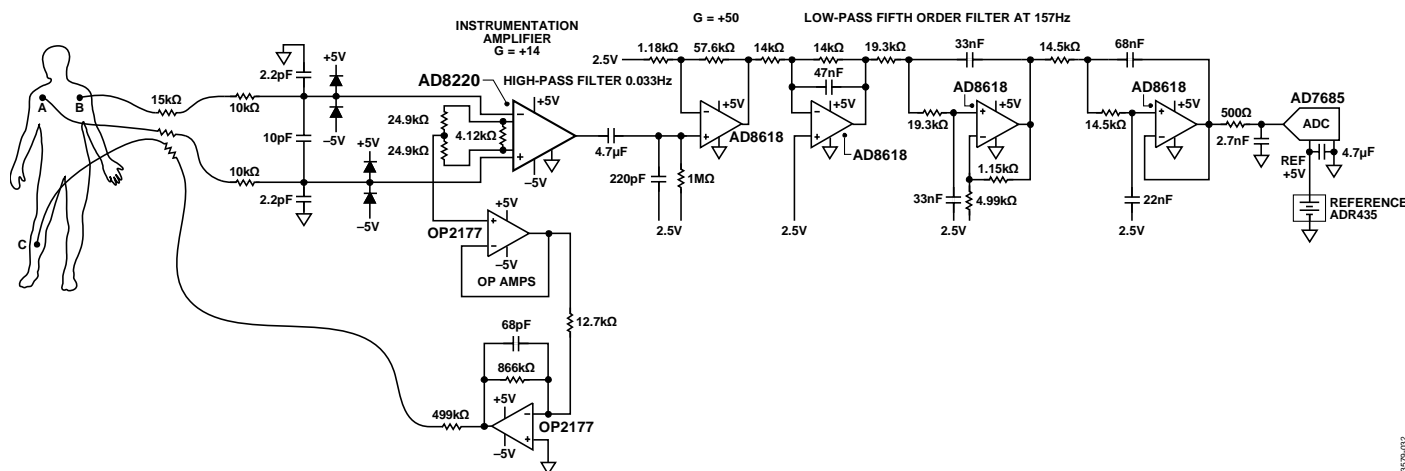 INSTRUMENTATION
AMPLIFIER
G = +14
G = +50
LOW-PASS FIFTH ORDER FILTER AT 157Hz
2.2pF
+5V
AD8220
HIGH-PASS FILTER 0.033Hz
2.5V
1.18kΩ
57.6kΩ
14kΩ
14kΩ
47nF
19.3kΩ
33nF
14.5kΩ
68nF
A
B
15kΩ
10kΩ
–5V
10pF
+5V
24.9kΩ
4.12kΩ
24.9kΩ
+5V
–
+
–5V
4.7µF
–
+
+5V
AD8618
–
+
+5V
AD8618
19.3kΩ
AD8618
+5V
+
–
14.5kΩ
AD8618
+5V
+
–
500Ω
AD7685
ADC
2.7nF
REF
+5V
4.7µF
10kΩ
2.2pF
–5V
220pF
1MΩ
1.15kΩ
33nF
4.99kΩ
22nF
REFERENCE
ADR435
2.5V
2.5V
2.5V
2.5V
2.5V
2.5V
C
OP2177
+5V
+
–
–5V
OP AMPS
12.7kΩ
68pF
866kΩ
499kΩ
+5V
–
+
–5V
OP2177